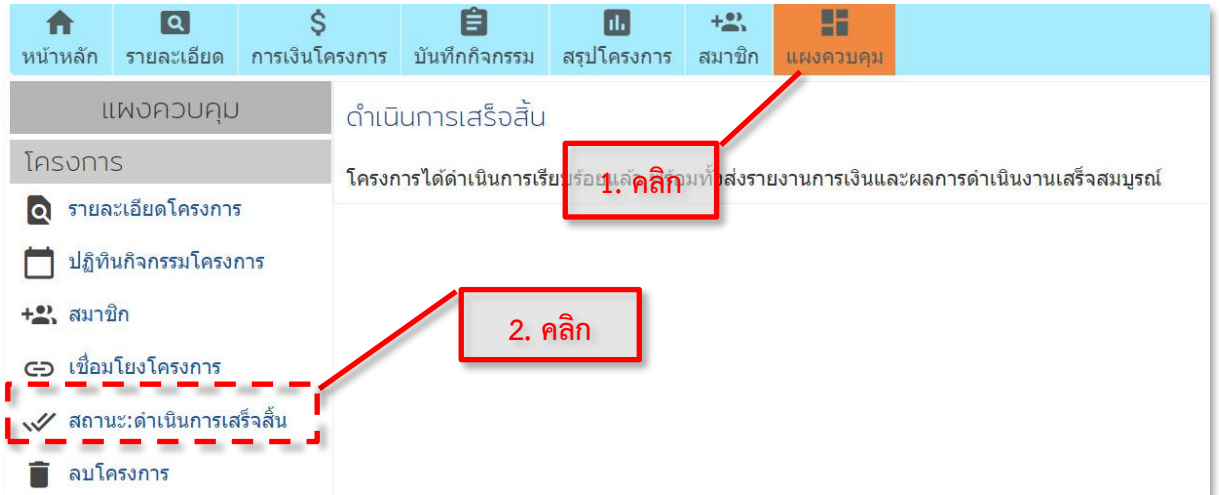 หน้าหลัก รายละเอียด การเงินโครงการ บันทึกกิจกรรม สรุปโครงการ สมาชิก แผงควบคุม
แผงควบคุม
โครงการ
รายละเอียดโครงการ
ปฏิทินกิจกรรมโครงการ
สมาชิก
เชื่อมโยงโครงการ
สถานะ:ดำเนินการเสร็จสิ้น
ลบโครงการ
ดำเนินการเสร็จสิ้น
โครงการได้ดำเนินการเรียบร้อยแล้ว พร้อมทั้งส่งรายงานการเงินและผลการดำเนินงานเสร็จสมบูรณ์
1. คลิก
2. คลิก